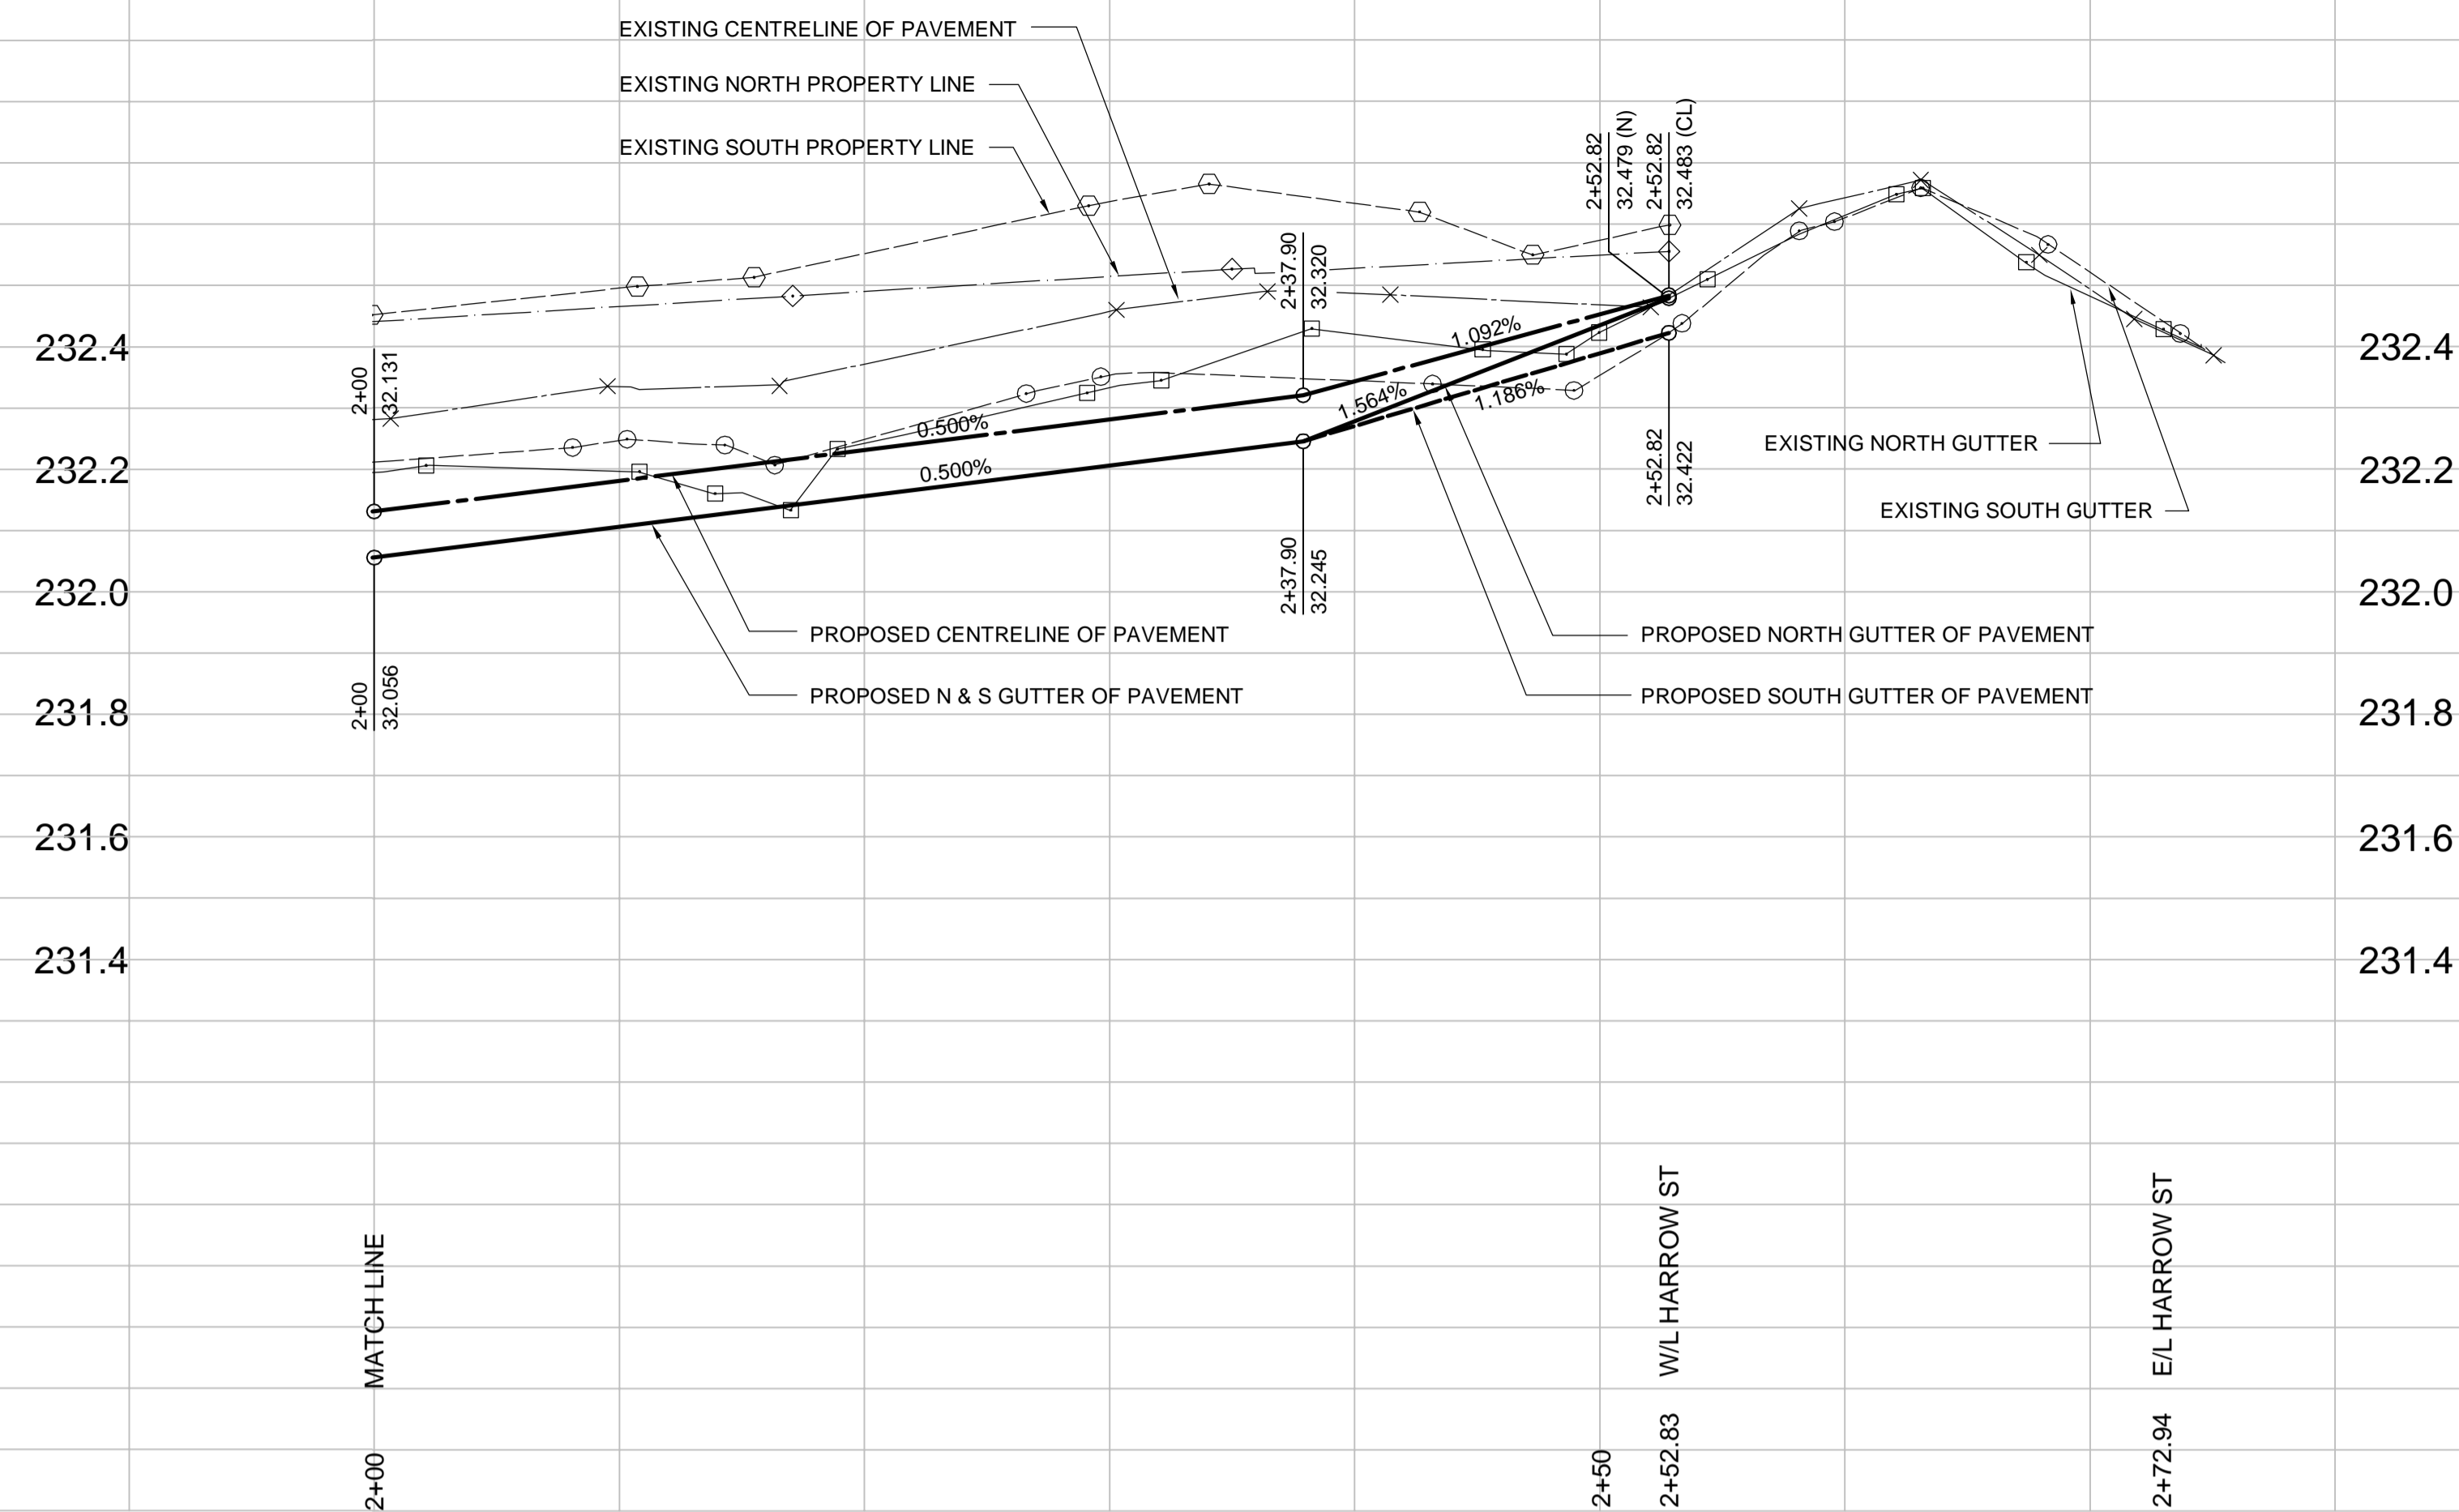 EXISTING CENTRELINE OF PAVEMENT
EXISTING NORTH PROPERTY LINE
EXISTING SOUTH PROPERTY LINE
2+52.82
32.479 (N)
2+52.82
32.483 (CL)
2+37.90
32.320
2+00
32.131
232.4
232.4
1.092%
1.564%
1.186%
0.500%
0.500%
EXISTING NORTH GUTTER
2+52.82
32.422
232.2
232.2
EXISTING SOUTH GUTTER
2+37.90
32.245
232.0
232.0
PROPOSED CENTRELINE OF PAVEMENT
PROPOSED NORTH GUTTER OF PAVEMENT
2+00
32.056
PROPOSED N & S GUTTER OF PAVEMENT
PROPOSED SOUTH GUTTER OF PAVEMENT
231.8
231.8
231.6
231.6
231.4
231.4
MATCH LINE
W/L HARROW ST
E/L HARROW ST
2+00
2+50
2+52.83
2+72.94